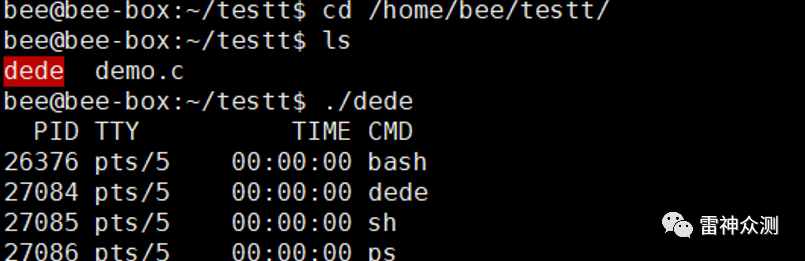 bee@bee-box:~/testt$ cd /home/bee/testt/
bee@bee-box:~/testt$ ls
dede  demo.c
bee@bee-box:~/testt$ ./dede
  PID TTY          TIME CMD
26376 pts/5    00:00:00 bash
27084 pts/5    00:00:00 dede
27085 pts/5    00:00:00 sh
27086 pts/5    00:00:00 ps
雷神众测